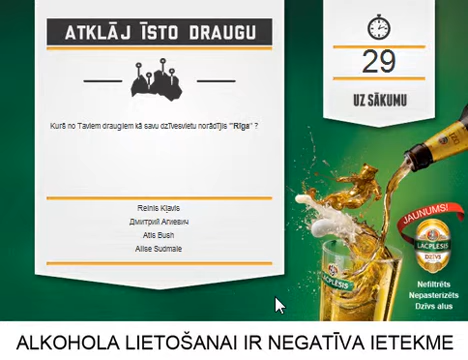 ATKLĀJ ĪSTO DRAUGU
29
UZ SĀKUMU
Kurš no Taviem draugiem kā savu dzīvesvietu norādījis "Rīga" ?
Reinis Kļavis
Дмитрий Агиевич
Atis Bush
Alise Sudmale
JAUNUMS!
LĀČPLĒSIS
DZĪVS
LĀČPLĒSIS
Nefiltrēts
Nepasterizēts
Dzīvs alus
ALKOHOLA LIETOŠANAI IR NEGATĪVA IETEKME